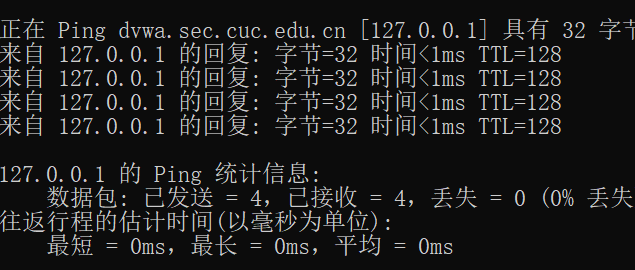 正在 Ping dvwa.sec.cuc.edu.cn [127.0.0.1] 具有 32 字
来自 127.0.0.1 的回复: 字节=32 时间<1ms TTL=128
来自 127.0.0.1 的回复: 字节=32 时间<1ms TTL=128
来自 127.0.0.1 的回复: 字节=32 时间<1ms TTL=128
来自 127.0.0.1 的回复: 字节=32 时间<1ms TTL=128
127.0.0.1 的 Ping 统计信息:
数据包: 已发送 = 4，已接收 = 4，丢失 = 0 (0% 丢失
往返行程的估计时间(以毫秒为单位):
最短 = 0ms，最长 = 0ms，平均 = 0ms